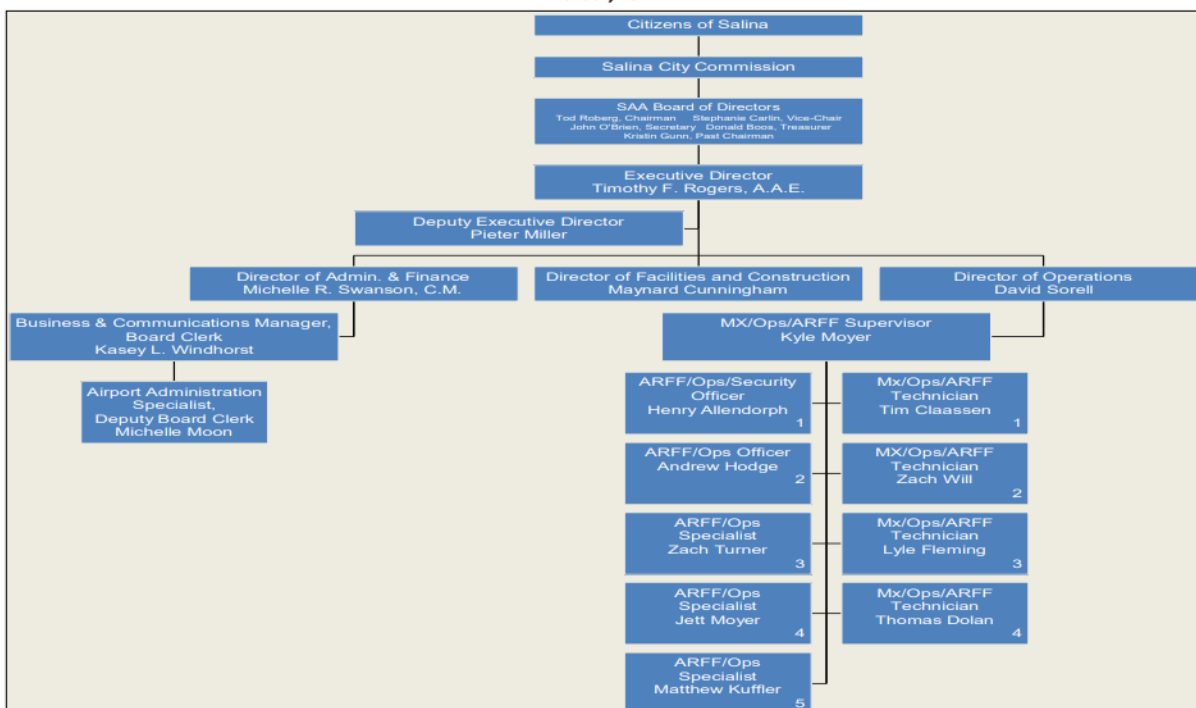 Citizens of Salina
Salina City Commission
SAA Board of Directors
Tod Roberg, Chairman Stephanie Carlin, Vice-Chair
John O'Brien, Secretary Donald Boos, Treasurer
Kristin Gunn, Past Chairman
Executive Director
Timothy F. Rogers, A.A.E.
Deputy Executive Director
Pieter Miller
Director of Admin. & Finance
Michelle R. Swanson, C.M.
Director of Facilities and Construction
Maynard Cunningham
Director of Operations
David Sorell
Business & Communications Manager,
Board Clerk
Kasey L. Windhorst
Airport Administration
Specialist,
Deputy Board Clerk
Michelle Moon
MX/Ops/ARFF Supervisor
Kyle Moyer
ARFF/Ops/Security
Officer
Henry Allendorph
1
Mx/Ops/ARFF
Technician
Tim Claassen
1
ARFF/Ops Officer
Andrew Hodge
2
MX/Ops/ARFF
Technician
Zach Will
2
ARFF/Ops
Specialist
Zach Turner
3
Mx/Ops/ARFF
Technician
Lyle Fleming
3
ARFF/Ops
Specialist
Jett Moyer
4
Mx/Ops/ARFF
Technician
Thomas Dolan
4
ARFF/Ops
Specialist
Matthew Kuffler
5